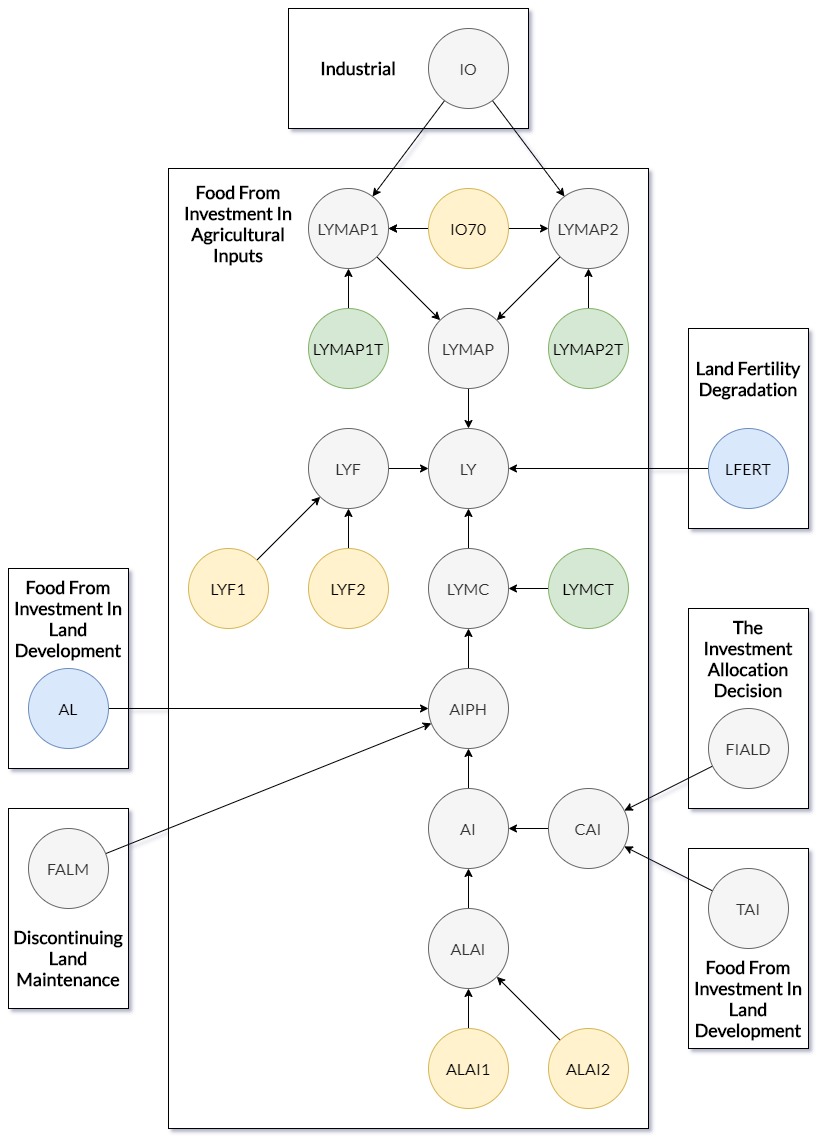 Industrial
IO
Food From
Investment In
Agricultural
Inputs
LYMAP1
IO70
LYMAP2
LYMAP1T
LYMAP
LYMAP2T
Land Fertility
Degradation
LYF
LY
LFERT
LYF1
LYF2
LYMC
LYMCT
Food From
Investment In
Land
Development
AL
AIPH
The
Investment
Allocation
Decision
FIALD
AI
CAI
FALM
Discontinuing
Land
Maintenance
TAI
Food From
Investment In
Land
Development
ALAI
ALAI1
ALAI2